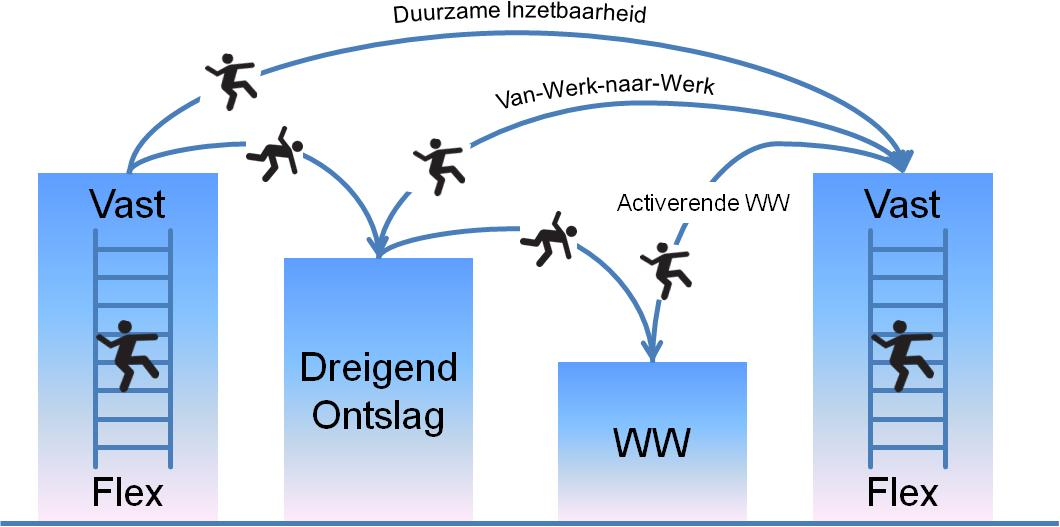 Duurzame Inzetbaarheid
Van-Werk-naar-Werk
Activerende WW
Vast
Vast
Dreigend
Ontslag
WW
Flex
Flex